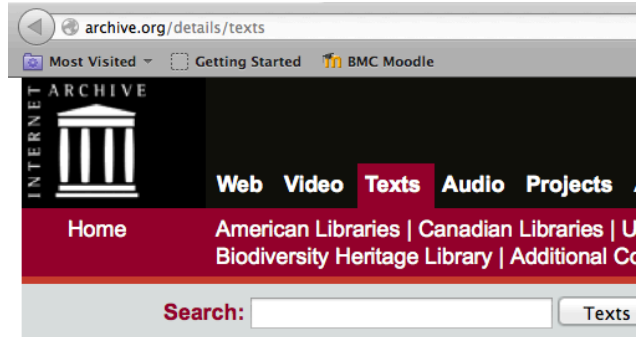 archive.org/details/texts
Most Visited Getting Started BMC Moodle
INTERNET ARCHIVE
Web Video Texts Audio Projects
Home American Libraries | Canadian Libraries |
Biodiversity Heritage Library | Additional
Search: Texts